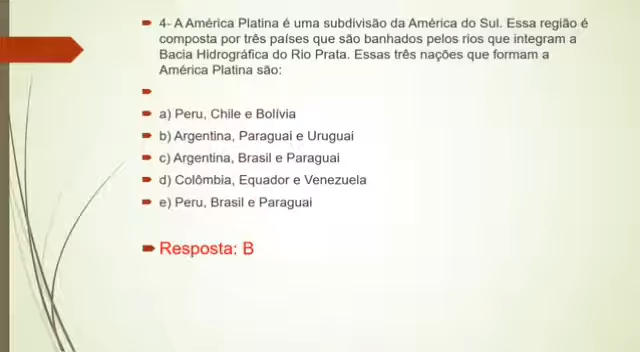 4- A América Platina é uma subdivisão da América do Sul. Essa região é
composta por três países que são banhados pelos rios que integram a
Bacia Hidrográfica do Rio Prata. Essas três nações que formam a
América Platina são:
a) Peru, Chile e Bolívia
b) Argentina, Paraguai e Uruguai
c) Argentina, Brasil e Paraguai
d) Colômbia, Equador e Venezuela
e) Peru, Brasil e Paraguai
Resposta: B